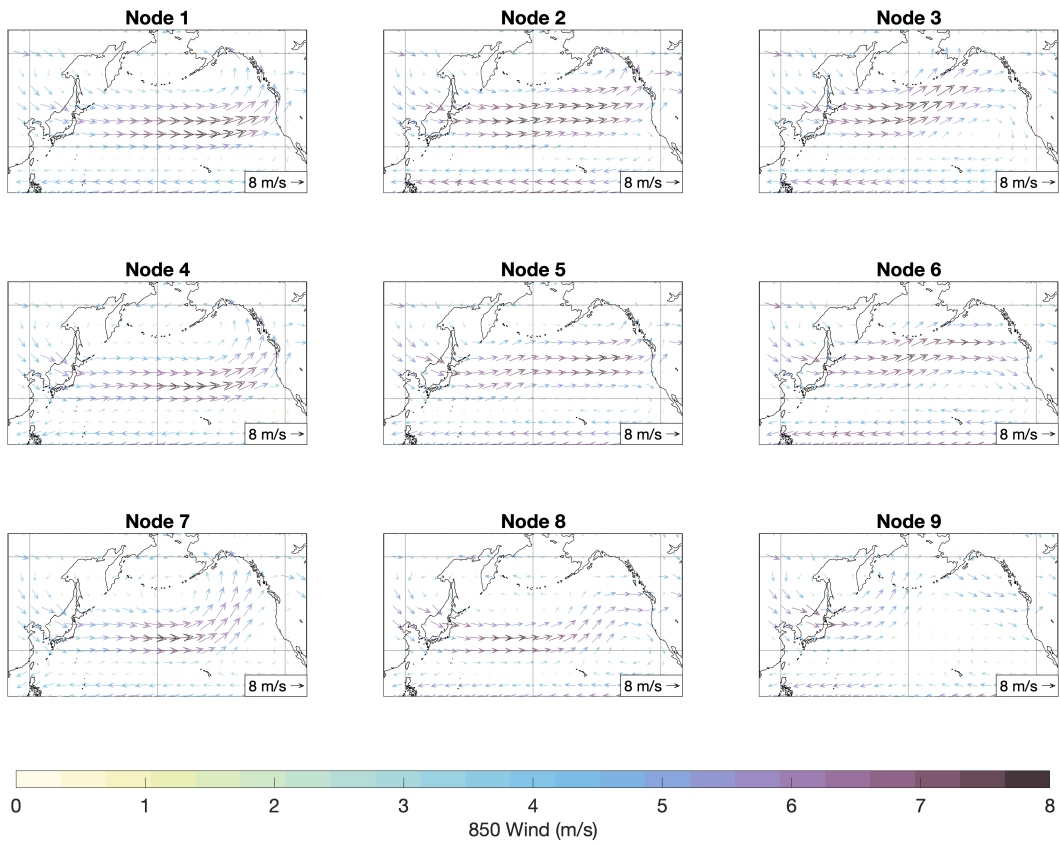 Node 1
Node 2
Node 3
8 m/s
8 m/s
8 m/s
Node 4
Node 5
Node 6
8 m/s
8 m/s
8 m/s
Node 7
Node 8
Node 9
8 m/s
8 m/s
8 m/s
0 1 2 3 4 5 6 7 8
850 Wind (m/s)